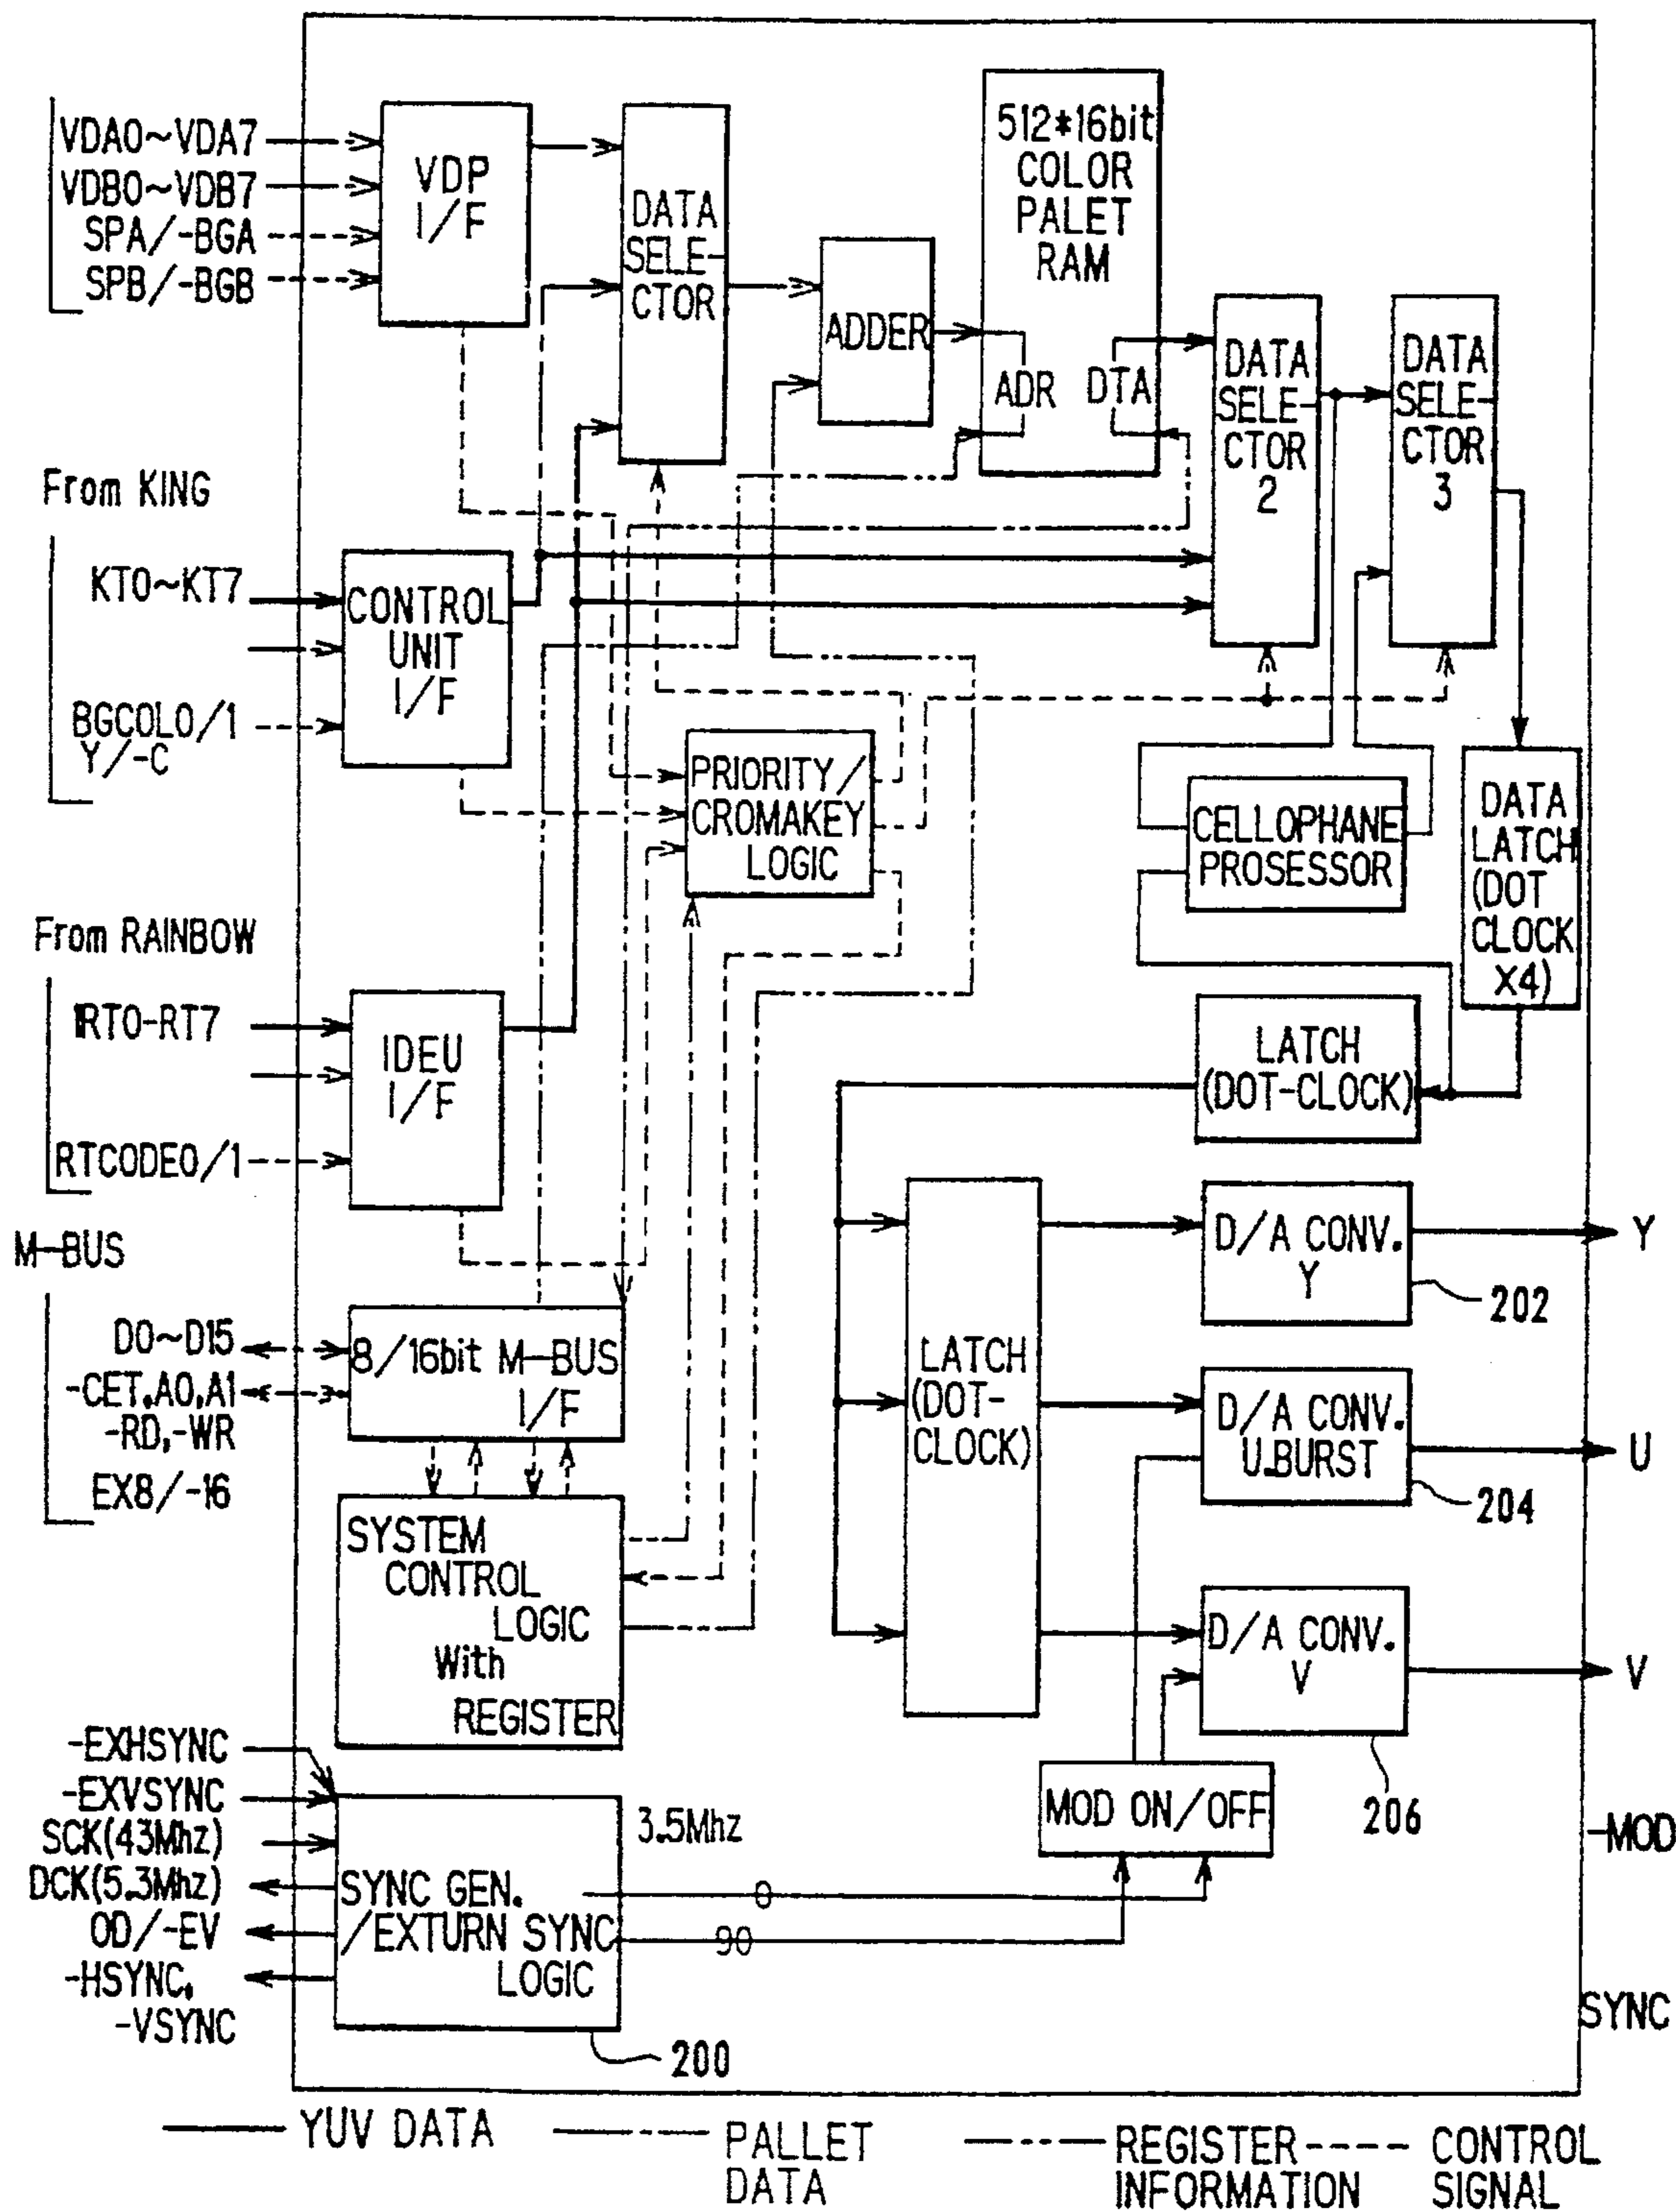 VDA0~VDA7
VDB0~VDB7
SPA/-BGA
SPB/-BGB
VDP
I/F
DATA
SELE-
CTOR
ADDER
512*16bit
COLOR
PALET
RAM
ADR
DTA
DATA
SELE-
CTOR
2
DATA
SELE-
CTOR
3
From KING
KT0~KT7
BGCOL0/1
Y/-C
CONTROL
UNIT
I/F
PRIORITY/
CROMAKEY
LOGIC
CELLOPHANE
PROSESSOR
DATA
LATCH
(DOT
CLOCK
X4)
From RAINBOW
RT0-RT7
RTCODE0/1
IDEU
I/F
LATCH
(DOT-CLOCK)
M-BUS
D0~D15
-CET.A0,A1
-RD,-WR
EX8/-16
8/16bit M-BUS
I/F
SYSTEM
CONTROL
LOGIC
With
REGISTER
LATCH
(DOT-
CLOCK)
D/A CONV.
Y
202
Y
D/A CONV.
U.BURST
204
U
D/A CONV.
V
206
V
MOD ON/OFF
-MOD
-EXHSYNC
-EXVSYNC
SCK(43Mhz)
DCK(5.3Mhz)
OD/-EV
-HSYNC.
-VSYNC
3.5Mhz
SYNC GEN.
/EXTURN SYNC
LOGIC
0
90
200
SYNC
YUV DATA
PALLET
DATA
REGISTER
INFORMATION
CONTROL
SIGNAL